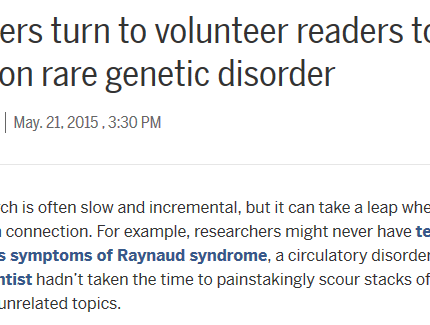 ers turn to volunteer readers to
on rare genetic disorder
May. 21, 2015 , 3:30 PM
ch is often slow and incremental, but it can take a leap whe
connection. For example, researchers might never have te
s symptoms of Raynaud syndrome, a circulatory disorder
ntist hadn't taken the time to painstakingly scour stacks of
unrelated topics.